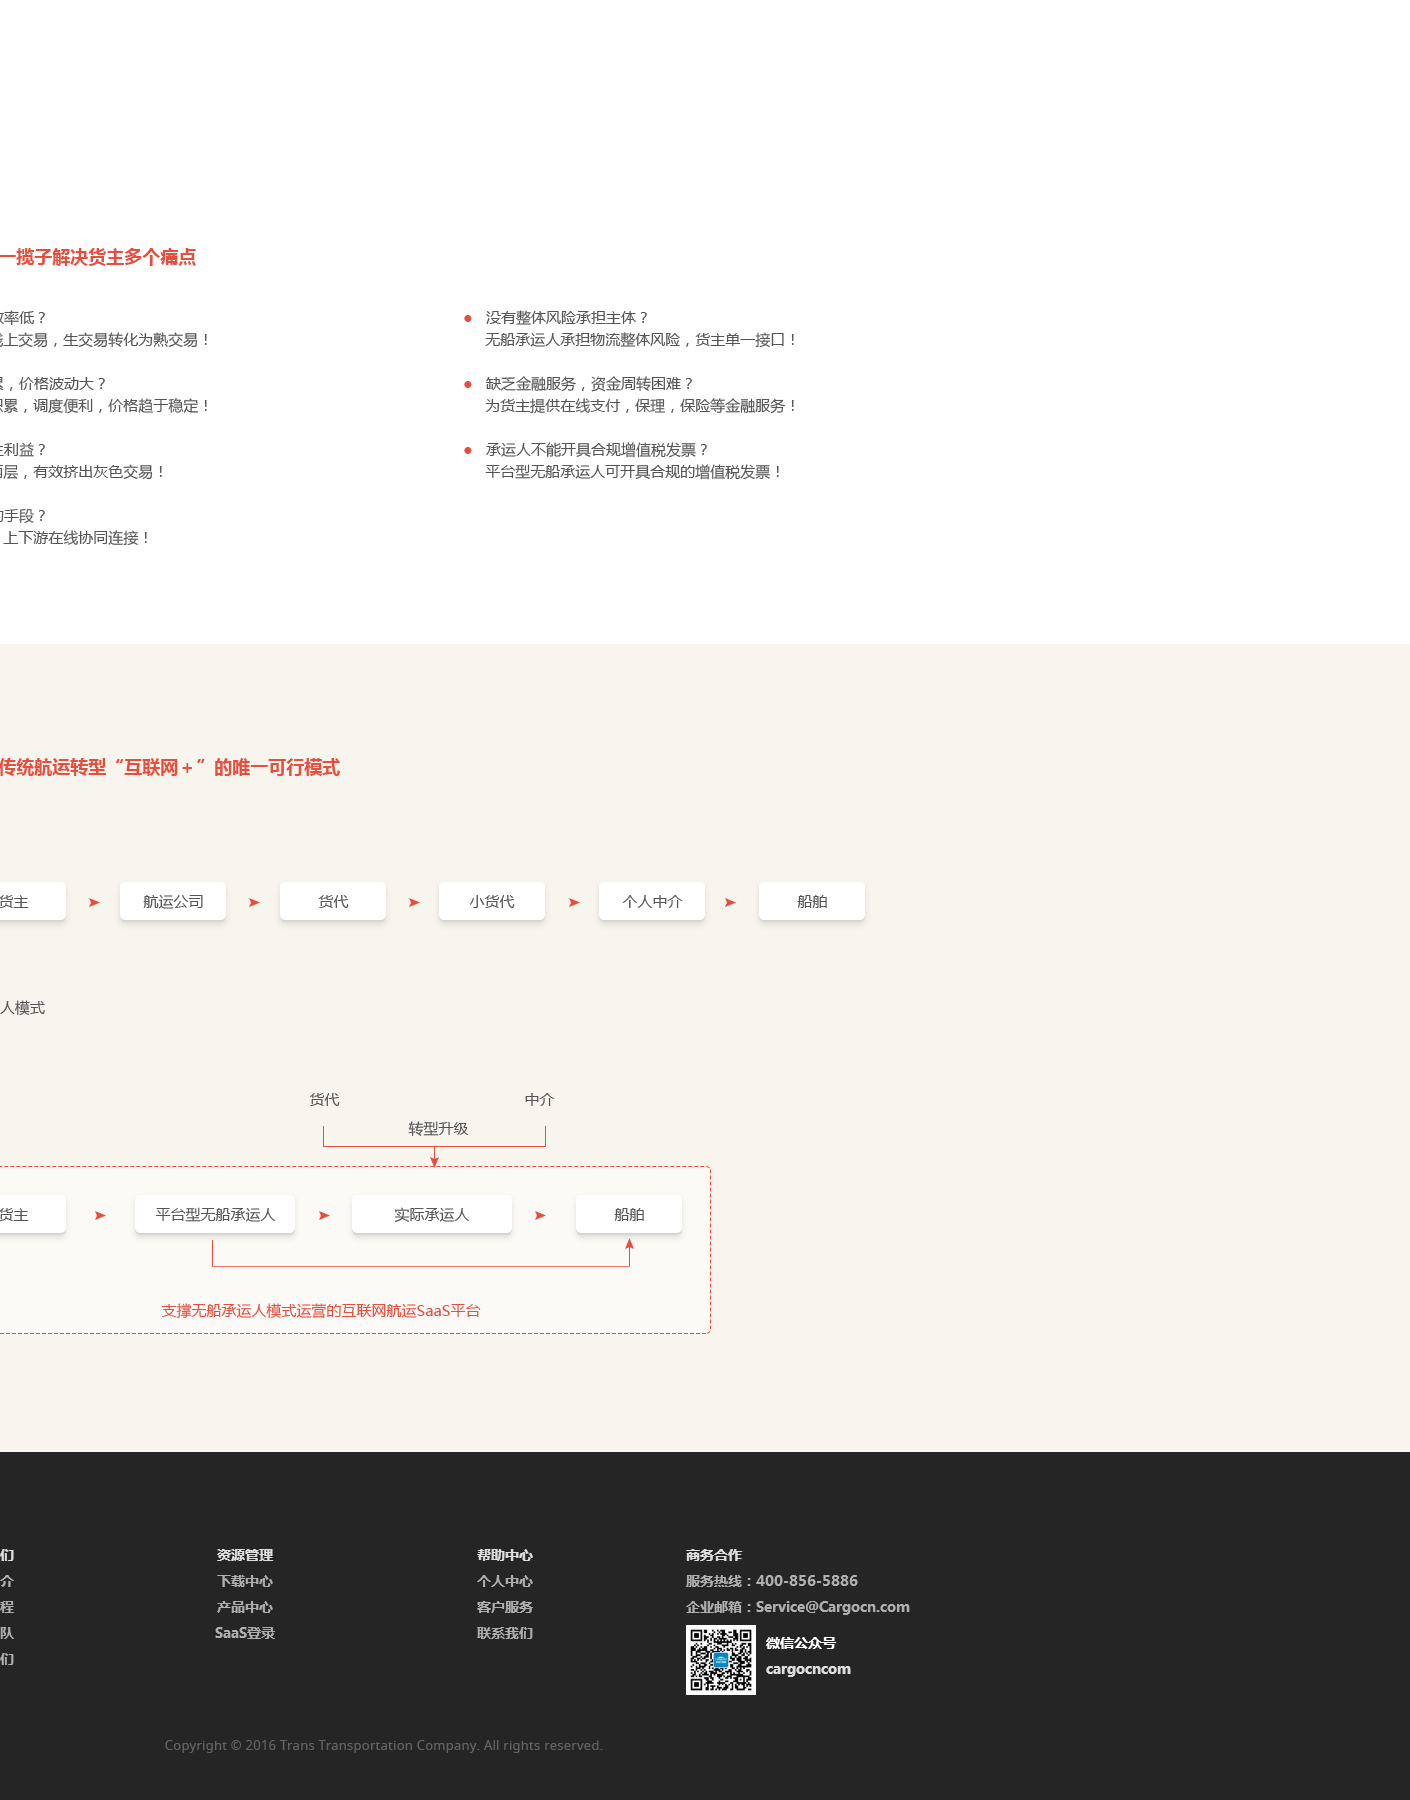 一揽子解决货主多个痛点
效率低？
线上交易，生交易转化为熟交易！
累，价格波动大？
积累，调度便利，价格趋于稳定！
性利益？
两层，有效挤出灰色交易！
的手段？
上下游在线协同连接！
没有整体风险承担主体？
无船承运人承担物流整体风险，货主单一接口！
缺乏金融服务，资金周转困难？
为货主提供在线支付，保理，保险等金融服务！
承运人不能开具合规增值税发票？
平台型无船承运人可开具合规的增值税发票！
传统航运转型“互联网+”的唯一可行模式
货主
航运公司
货代
小货代
个人中介
船舶
人模式
货代
中介
转型升级
货主
平台型无船承运人
实际承运人
船舶
支撑无船承运人模式运营的互联网航运SaaS平台
们
介
程
队
们
资源管理
下载中心
产品中心
SaaS登录
帮助中心
个人中心
客户服务
联系我们
商务合作
服务热线：400-856-5886
企业邮箱：Service@Cargocn.com
微信公众号
cargocncom
Copyright © 2016 Trans Transportation Company. All rights reserved.